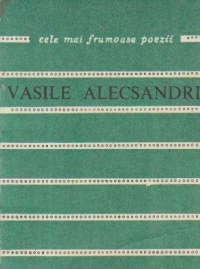 cele mai frumoase poezii
VASILE ALECSANDRI